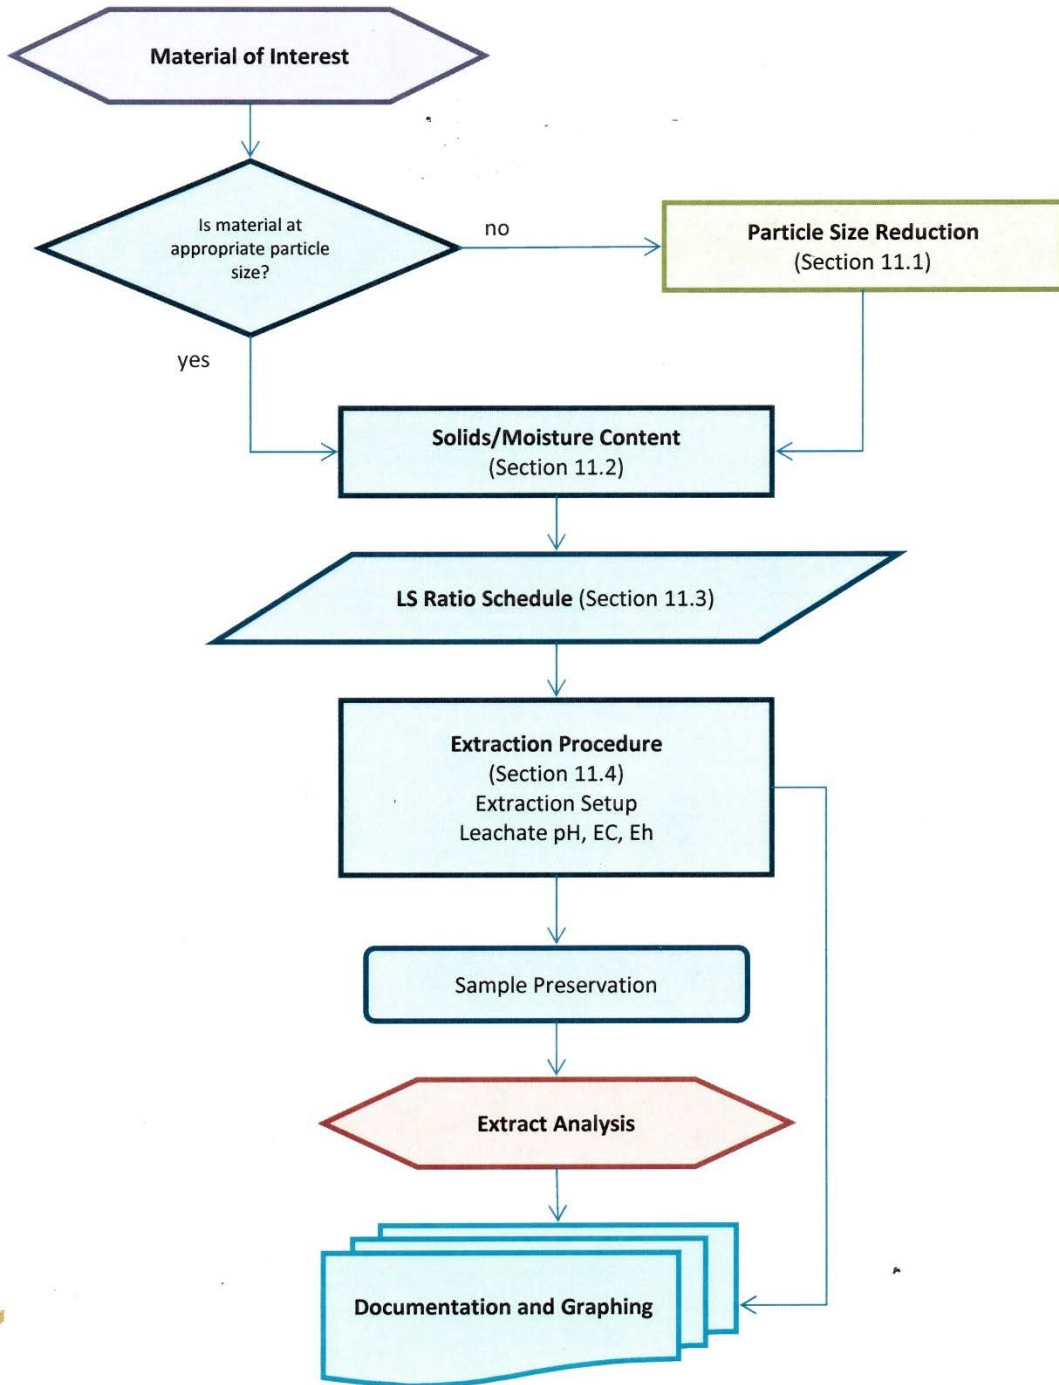 Material of Interest
Is material at
appropriate particle
size?
no
Particle Size Reduction
(Section 11.1)
yes
Solids/Moisture Content
(Section 11.2)
LS Ratio Schedule (Section 11.3)
Extraction Procedure
(Section 11.4)
Extraction Setup
Leachate pH, EC, Eh
Sample Preservation
Extract Analysis
Documentation and Graphing